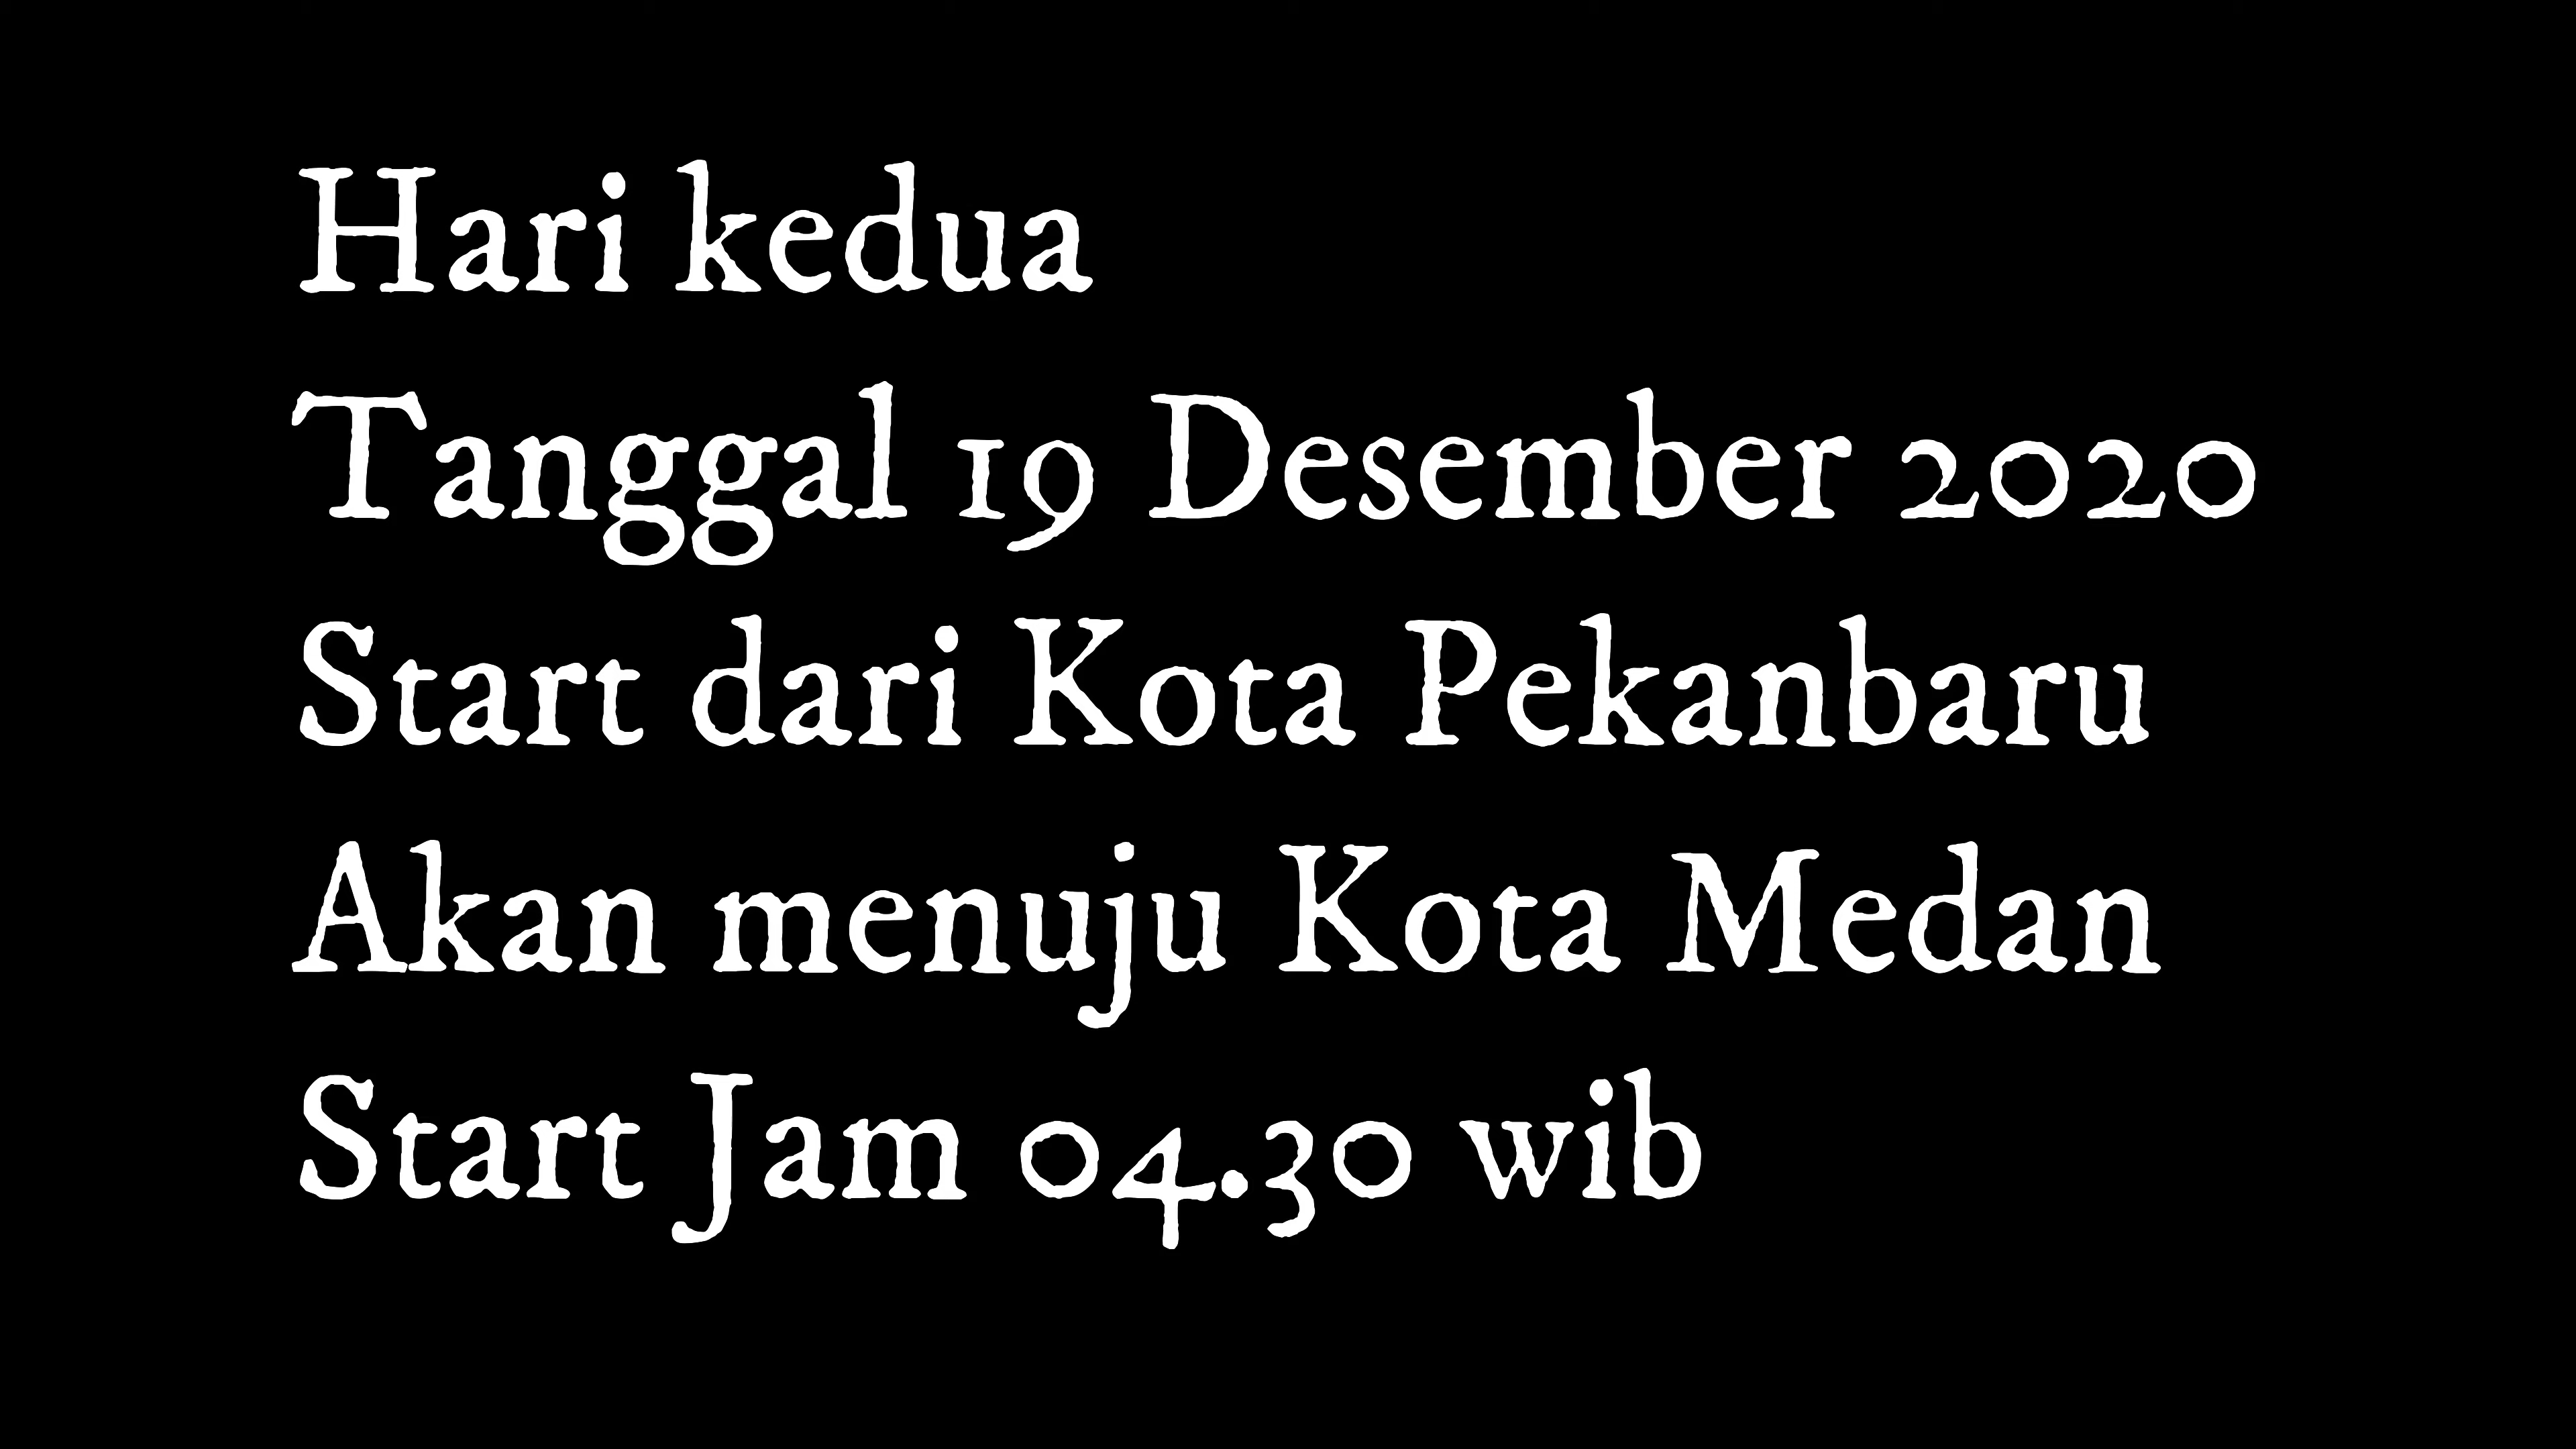 Hari kedua
Tanggal 19 Desember 2020
Start dari Kota Pekanbaru
Akan menuju Kota Medan
Start Jam 04.30 wib